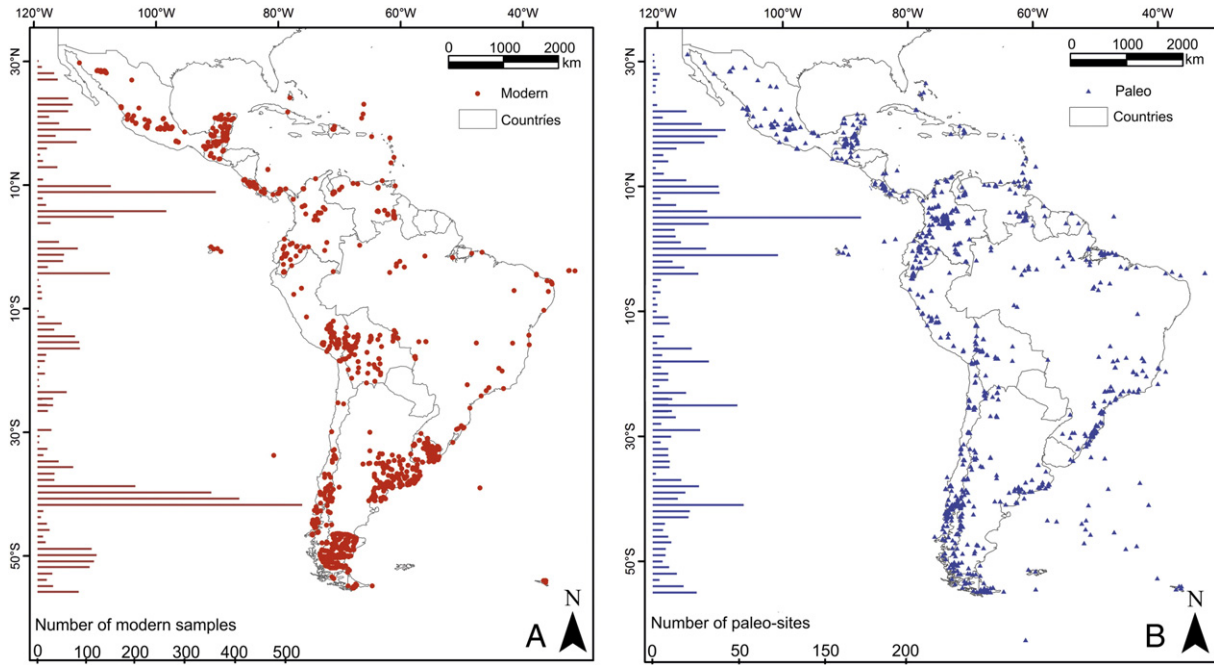 120°W 100°W 80°W 60°W 40°W
30°N
10°N
10°S
30°S
50°S
0 1000 2000
km
Modern
Countries
Number of modern samples
0 100 200 300 400 500
A
N
120°W 100°W 80°W 60°W 40°W
30°N
10°N
10°S
30°S
50°S
0 1000 2000
km
Paleo
Countries
Number of paleo-sites
0 50 150 200
B
N